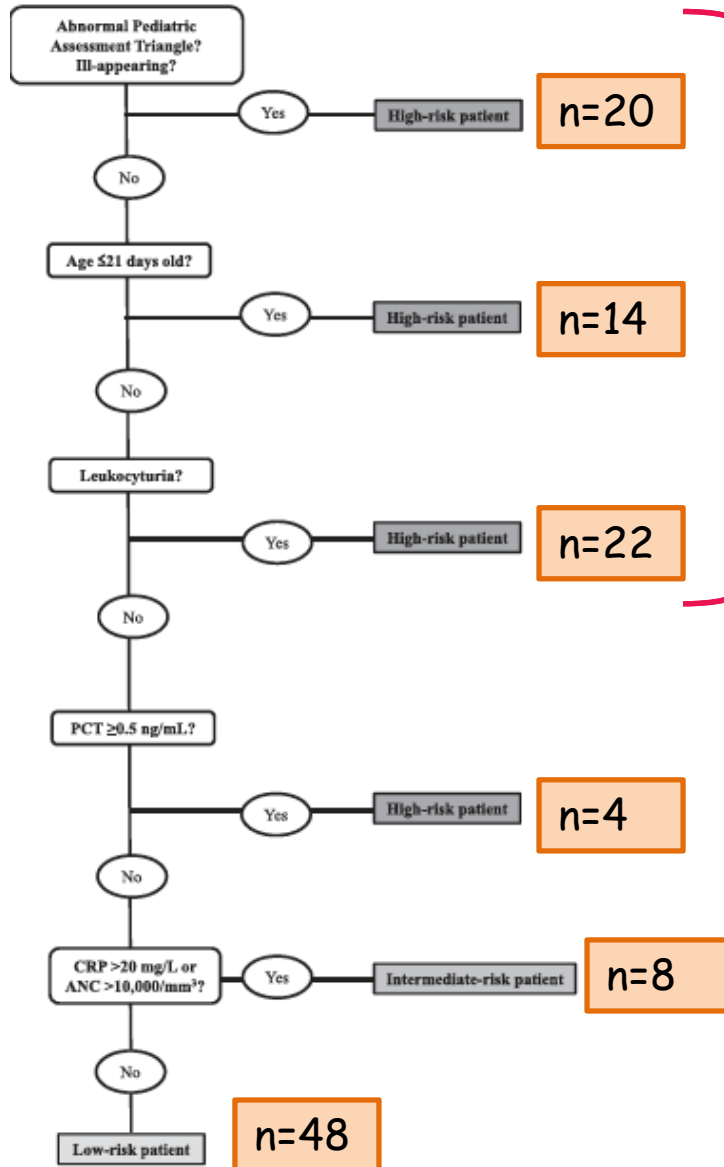 Abnormal Pediatric
Assessment Triangle?
Ill-appearing?
Yes
High-risk patient
n=20
No
Age ≤21 days old?
Yes
High-risk patient
n=14
No
Leukocyturia?
Yes
High-risk patient
n=22
No
PCT ≥0.5 ng/mL?
Yes
High-risk patient
n=4
No
CRP >20 mg/L or
ANC >10,000/mm³?
Yes
Intermediate-risk patient
n=8
No
Low-risk patient
n=48